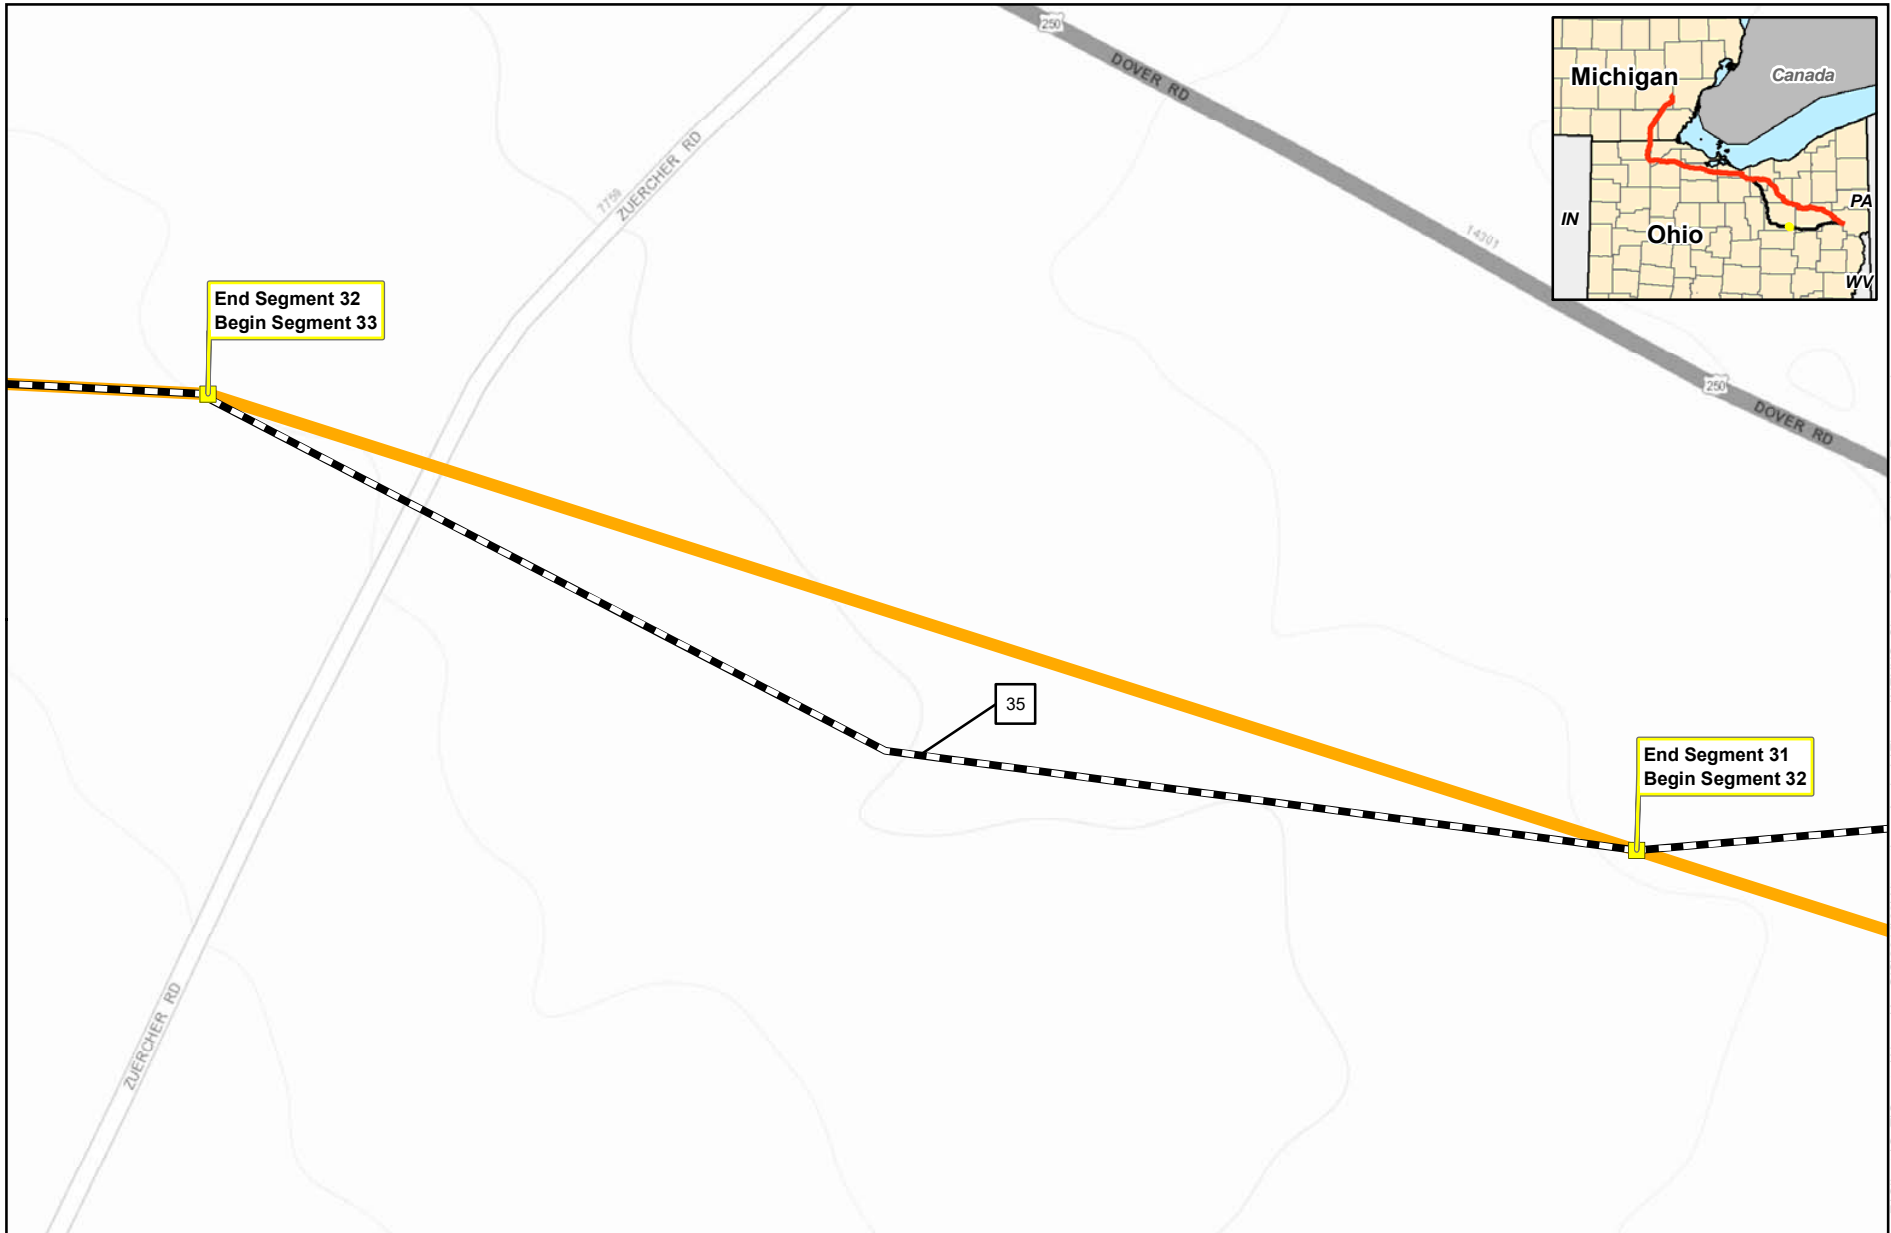 250
DOVER RD
Michigan
Canada
IN
Ohio
PA
WV
7759
ZUERCHER RD
14301
End Segment 32
Begin Segment 33
250
DOVER RD
35
End Segment 31
Begin Segment 32
ZUERCHER RD